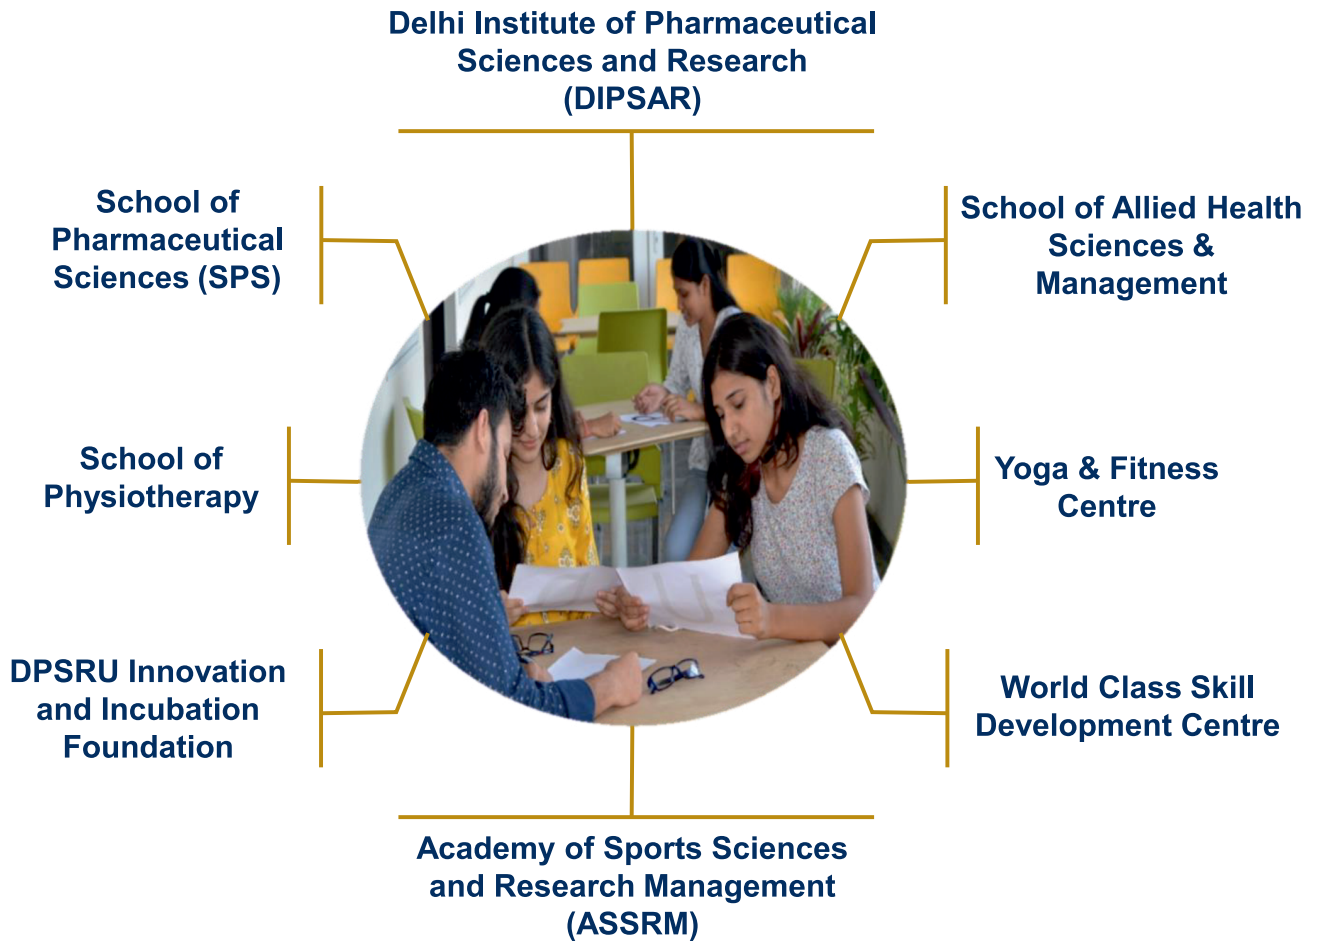 Delhi Institute of Pharmaceutical
Sciences and Research
(DIPSAR)
School of
Pharmaceutical
Sciences (SPS)
School of Allied Health
Sciences &
Management
School of
Physiotherapy
Yoga & Fitness
Centre
DPSRU Innovation
and Incubation
Foundation
World Class Skill
Development Centre
Academy of Sports Sciences
and Research Management
(ASSRM)